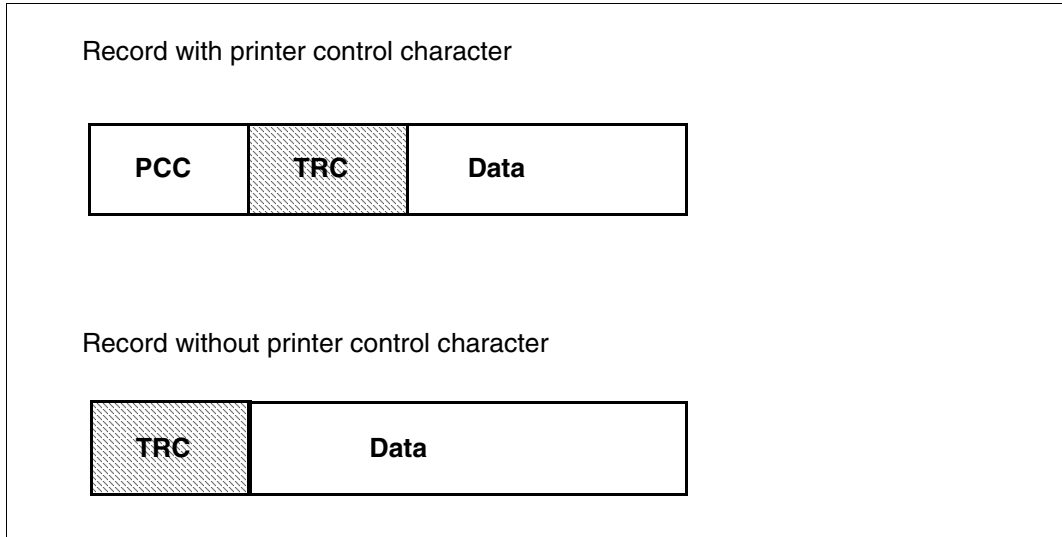 Record with printer control character
PCC TRC Data
Record without printer control character
TRC Data